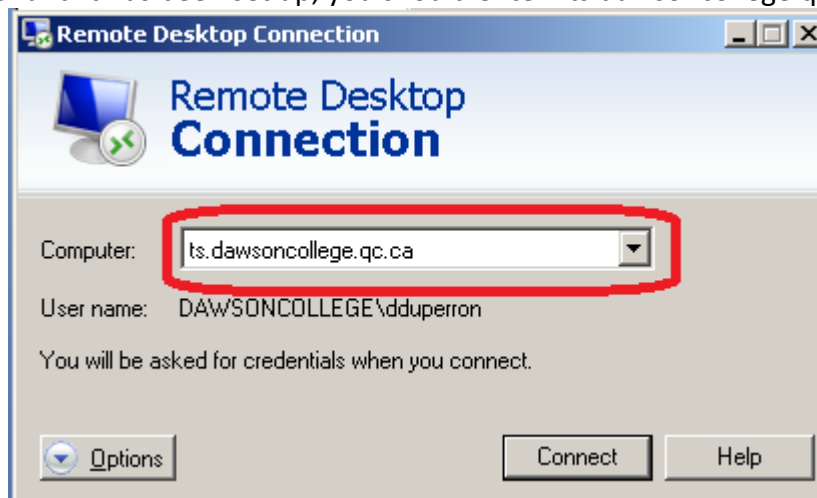 Remote Desktop Connection
Remote Desktop
Connection
Computer:
ts.dawsoncollege.qc.ca
User name: DAWSONCOLLEGE\dduperron
You will be asked for credentials when you connect.
Options
Connect
Help